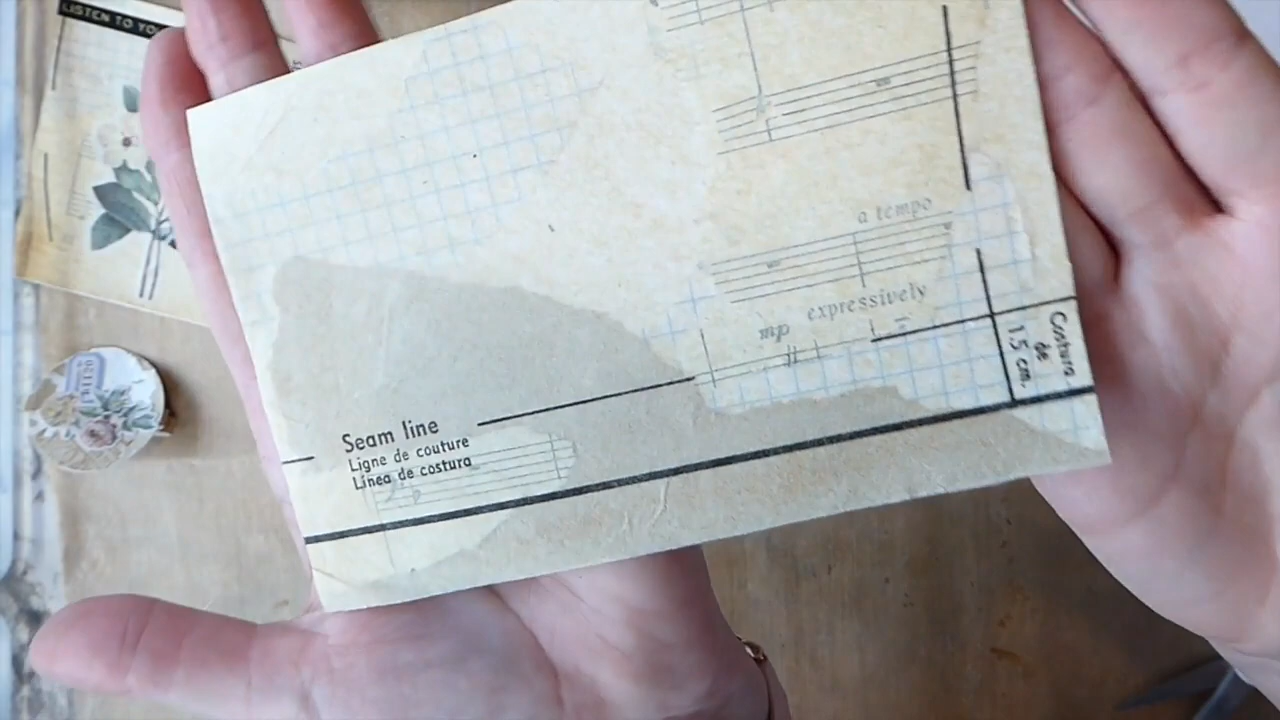 LISTEN TO YO
a tempo
mp expressively
Costura
de
1.5 cm.
Seam line
Ligne de couture
Línea de costura